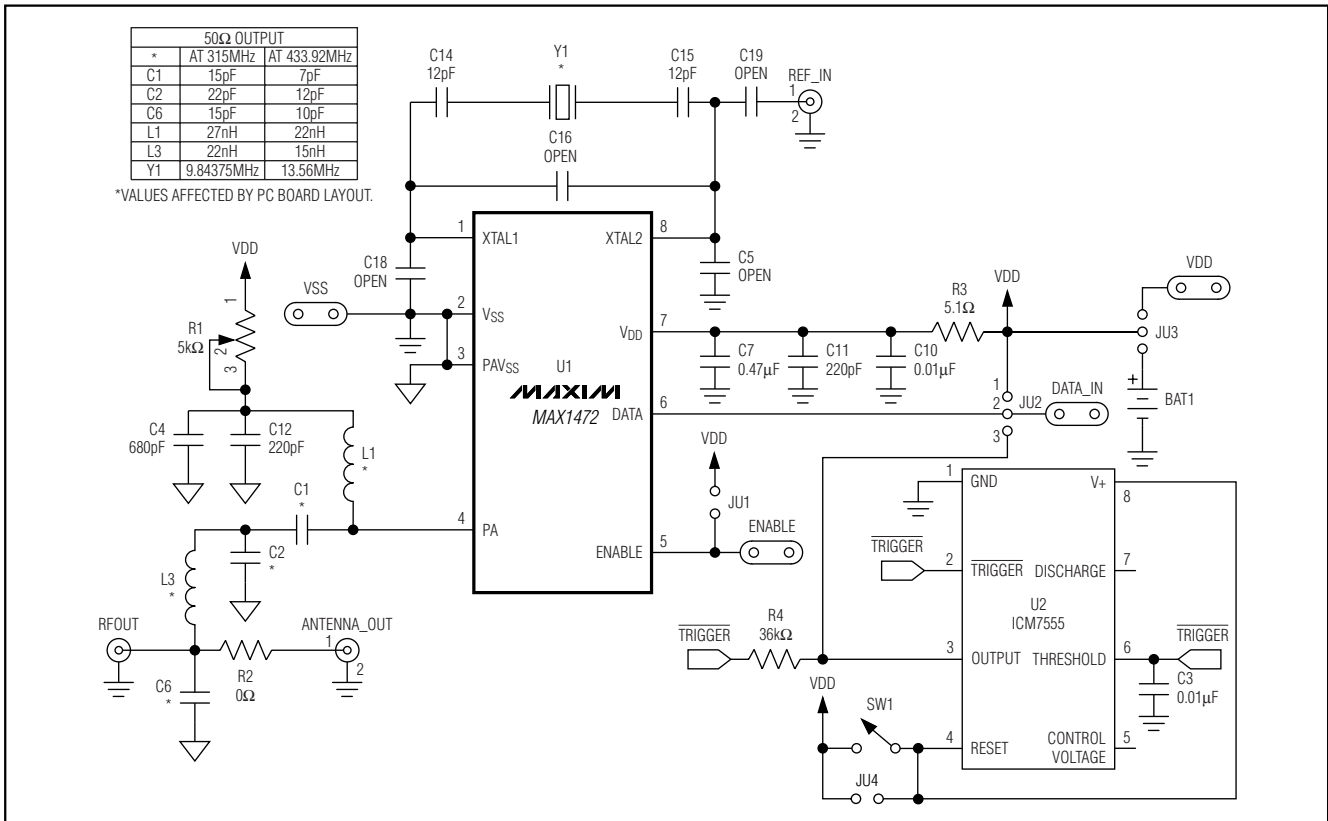 50Ω OUTPUT
* AT 315MHz AT 433.92MHz
C1 15pF 7pF
C2 22pF 12pF
C6 15pF 10pF
L1 27nH 22nH
L3 22nH 15nH
Y1 9.84375MHz 13.56MHz
*VALUES AFFECTED BY PC BOARD LAYOUT.
C14
12pF
Y1
*
C15
12pF
C19
OPEN
REF_IN
1
2
C16
OPEN
1
XTAL1
XTAL2
8
C18
OPEN
C5
OPEN
VSS
2
VSS
3
PAVSS
U1
MAXIM
MAX1472
VDD
7
DATA
6
4
PA
ENABLE
5
VDD
1
R1
5kΩ
2
3
C4
680pF
C12
220pF
L1
*
C1
*
C2
*
L3
*
RFOUT
R2
0Ω
ANTENNA_OUT
1
2
C6
*
C7
0.47µF
C11
220pF
C10
0.01µF
R3
5.1Ω
VDD
VDD
JU3
+
BAT1
1
2
3
JU2
DATA_IN
VDD
JU1
ENABLE
1
GND
V+
8
TRIGGER
2
TRIGGER
DISCHARGE
7
U2
ICM7555
TRIGGER
R4
36kΩ
3
OUTPUT
THRESHOLD
6
TRIGGER
C3
0.01µF
VDD
SW1
4
RESET
CONTROL
VOLTAGE
5
JU4